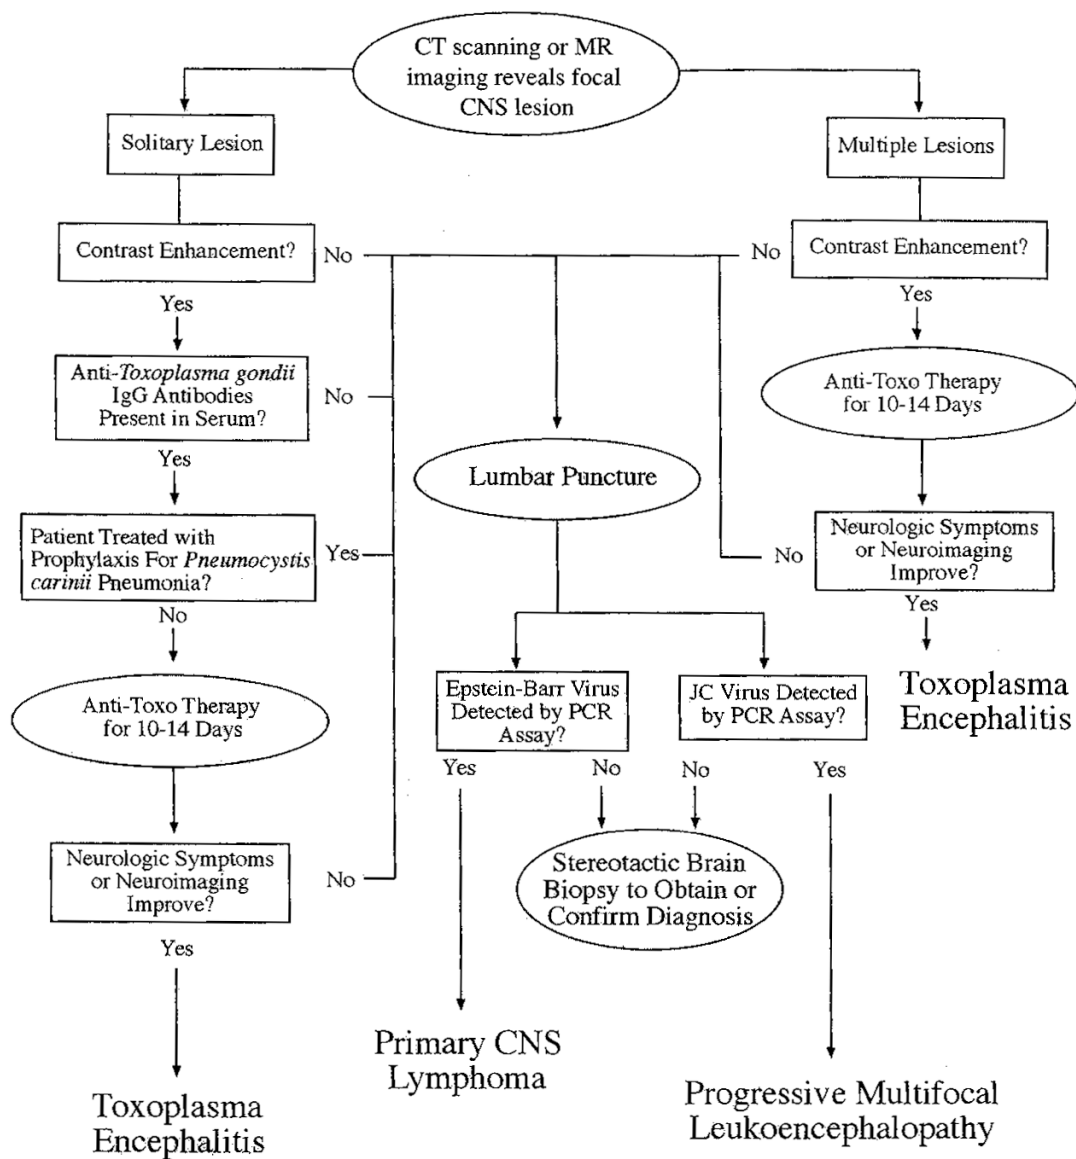 CT scanning or MR
imaging reveals focal
CNS lesion
Solitary Lesion
Multiple Lesions
Contrast Enhancement?
No
No
Contrast Enhancement?
Yes
Yes
Anti-Toxoplasma gondii
IgG Antibodies
Present in Serum?
No
Anti-Toxo Therapy
for 10-14 Days
Yes
Lumbar Puncture
Patient Treated with
Prophylaxis For Pneumocystis
carinii Pneumonia?
Yes
No
Neurologic Symptoms
or Neuroimaging
Improve?
No
Yes
Anti-Toxo Therapy
for 10-14 Days
Epstein-Barr Virus
Detected by PCR
Assay?
JC Virus Detected
by PCR Assay?
Toxoplasma
Encephalitis
Yes
No
No
Yes
Neurologic Symptoms
or Neuroimaging
Improve?
No
Stereotactic Brain
Biopsy to Obtain or
Confirm Diagnosis
Yes
Primary CNS
Lymphoma
Toxoplasma
Encephalitis
Progressive Multifocal
Leukoencephalopathy